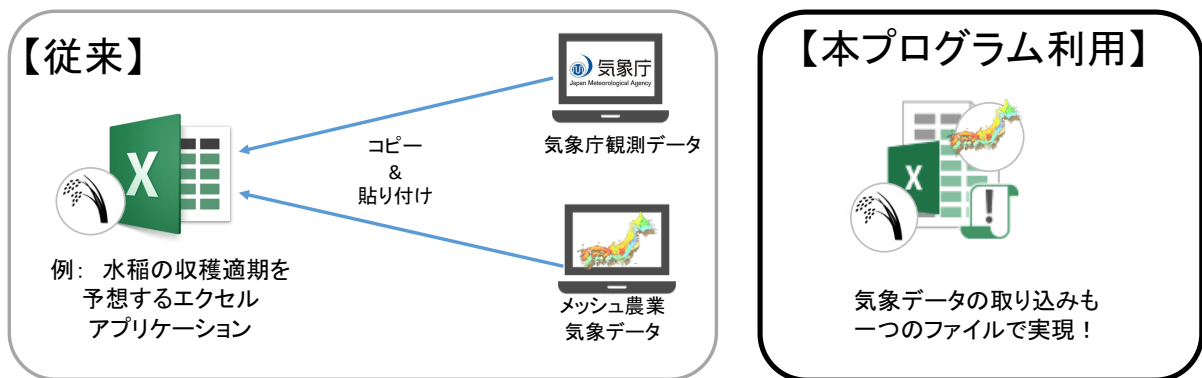 【従来】
気象庁
Japan Meteorological Agency
気象庁観測データ
コピー
&
貼り付け
X
例： 水稲の収穫適期を
予想するエクセル
アプリケーション
メッシュ農業
気象データ
【本プログラム利用】
X
!
気象データの取り込みも
一つのファイルで実現！